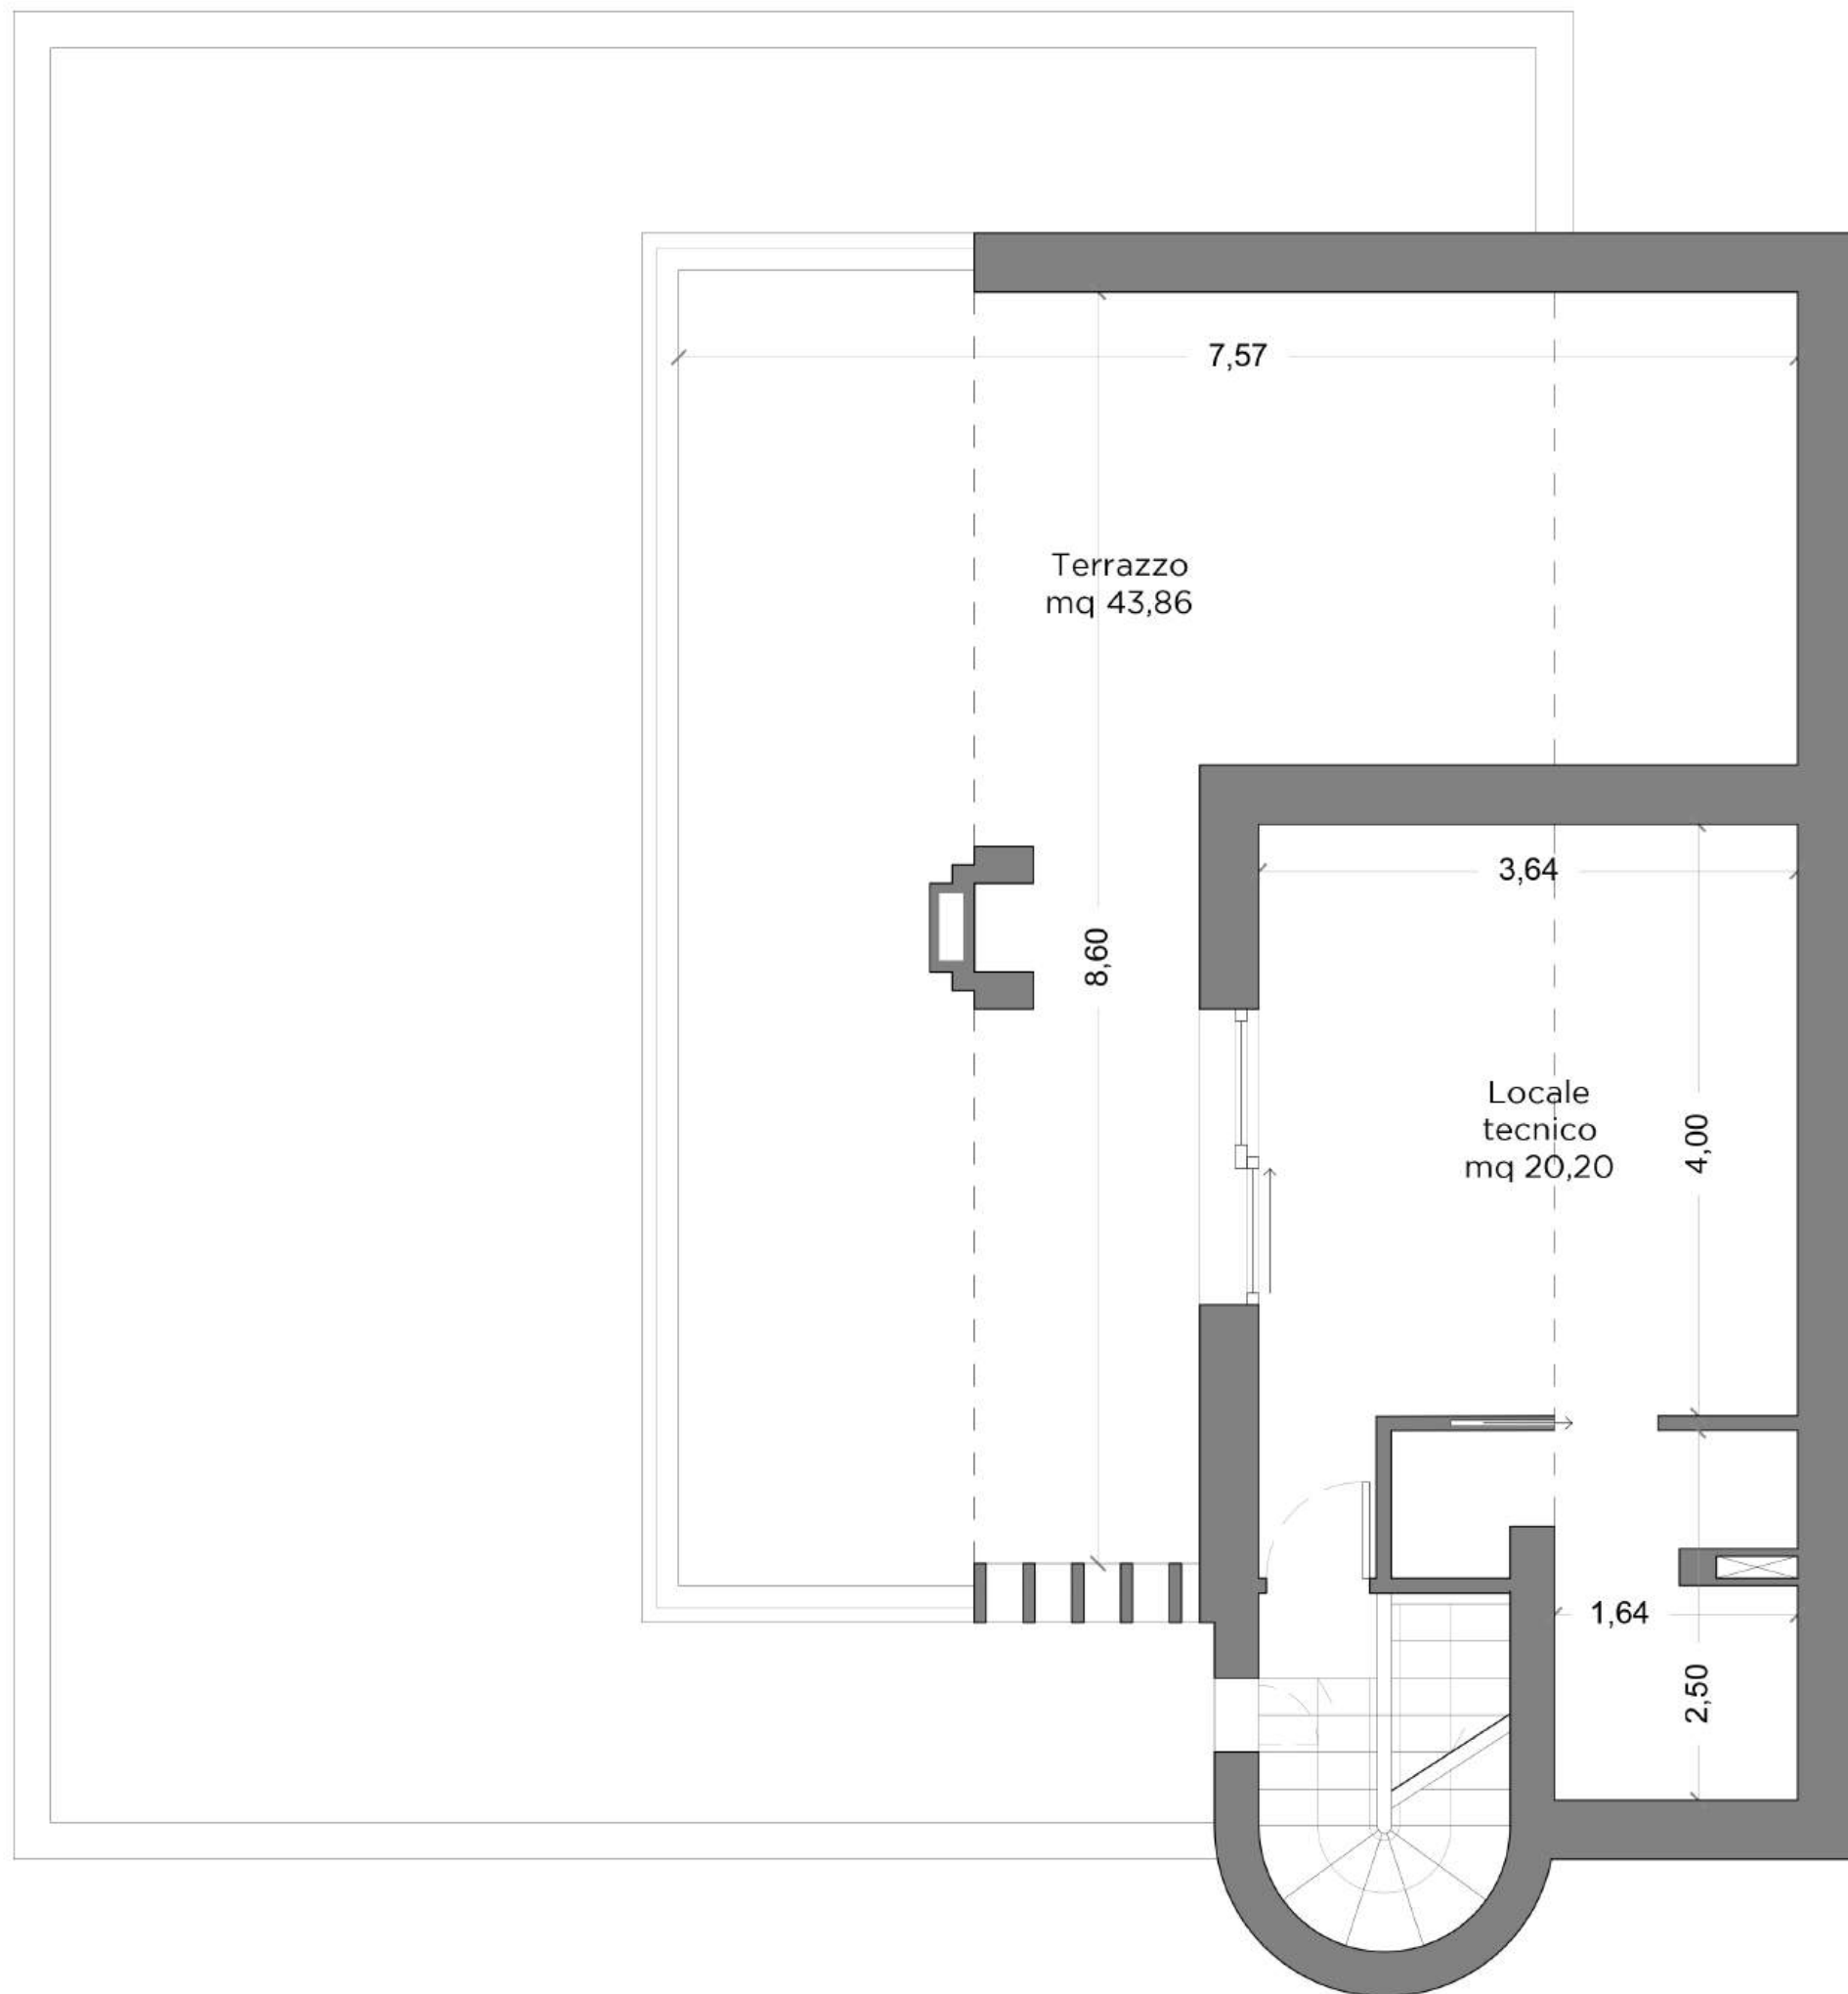 7,57
Terrazzo
mq 43,86
3,64
8,60
Locale
tecnico
mq 20,20
4,00
1,64
2,50